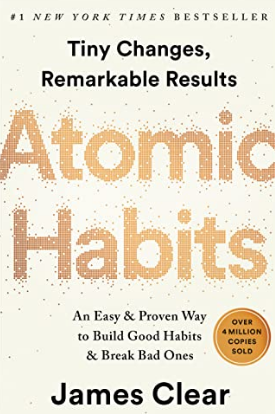 #1 NEW YORK TIMES BESTSELLER
Tiny Changes,
Remarkable Results
Atomic
Habits
An Easy & Proven Way
to Build Good Habits
& Break Bad Ones
OVER
4 MILLION
COPIES
SOLD
James Clear